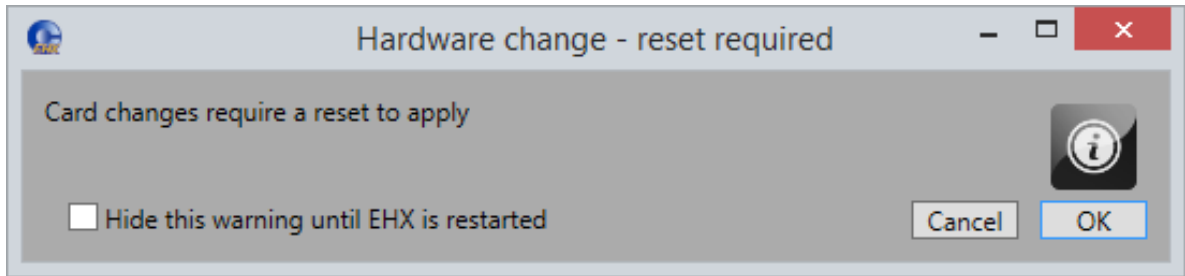 Hardware change - reset required
Card changes require a reset to apply
Hide this warning until EHX is restarted
Cancel
OK